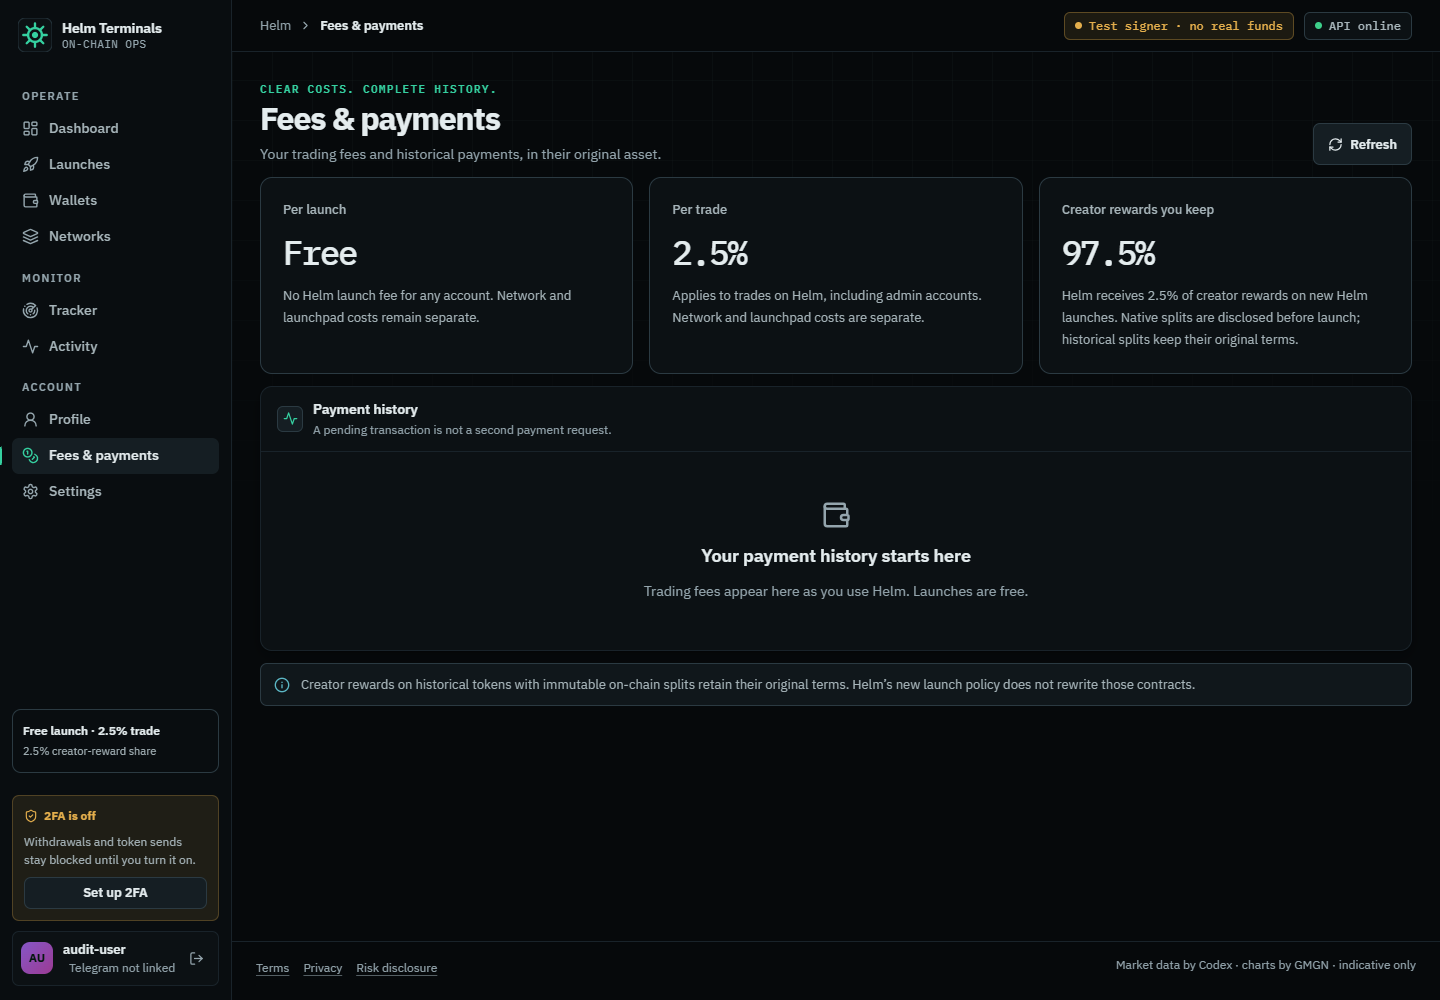 Helm Terminals
ON-CHAIN OPS
OPERATE
Dashboard
Launches
Wallets
Networks
MONITOR
Tracker
Activity
ACCOUNT
Profile
Fees & payments
Settings
Free launch · 2.5% trade
2.5% creator-reward share
2FA is off
Withdrawals and token sends
stay blocked until you turn it on.
Set up 2FA
AU
audit-user
Telegram not linked
Helm > Fees & payments
Test signer · no real funds
API online
CLEAR COSTS. COMPLETE HISTORY.
Fees & payments
Your trading fees and historical payments, in their original asset.
Refresh
Per launch
Free
No Helm launch fee for any account. Network and
launchpad costs remain separate.
Per trade
2.5%
Applies to trades on Helm, including admin accounts.
Network and launchpad costs are separate.
Creator rewards you keep
97.5%
Helm receives 2.5% of creator rewards on new Helm
launches. Native splits are disclosed before launch;
historical splits keep their original terms.
Payment history
A pending transaction is not a second payment request.
Your payment history starts here
Trading fees appear here as you use Helm. Launches are free.
Creator rewards on historical tokens with immutable on-chain splits retain their original terms. Helm's new launch policy does not rewrite those contracts.
Terms Privacy Risk disclosure
Market data by Codex · charts by GMGN · indicative only